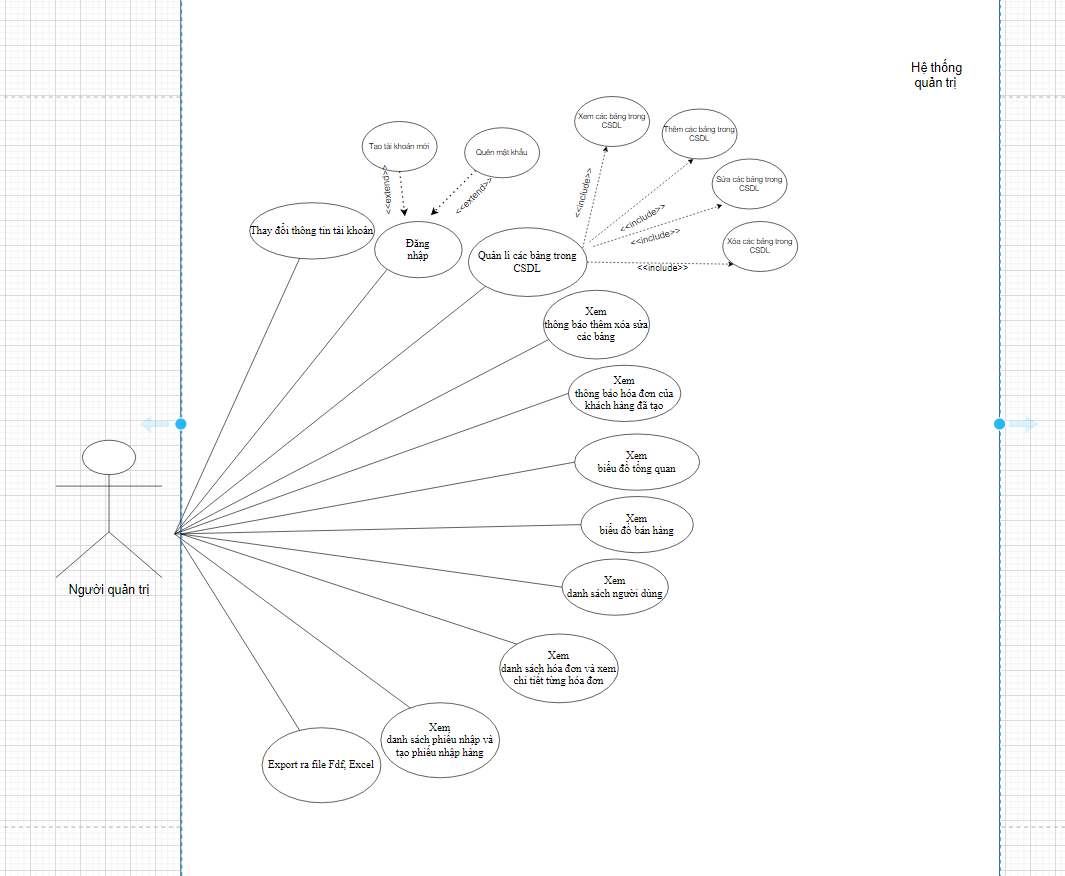 Hệ thống
quản trị
Xem các bảng trong
CSDL
Thêm các bảng trong
CSDL
Tạo tài khoản mới
Quên mật khẩu
Sửa các bảng trong
CSDL
<<extend>>
<<extend>>
<<include>>
<<include>>
<<include>>
<<include>>
Thay đổi thông tin tài khoản
Đăng
nhập
Quản lí các bảng trong
CSDL
Xóa các bảng trong
CSDL
Xem
thông báo thêm xóa sửa
các bảng
Xem
thông báo hóa đơn của
khách hàng đã tạo
Xem
biểu đồ tổng quan
Xem
biểu đồ bán hàng
Xem
danh sách người dùng
Người quản trị
Xem
danh sách hóa đơn và xem
chi tiết từng hóa đơn
Xem
danh sách phiếu nhập và
tạo phiếu nhập hàng
Export ra file Fdf, Excel